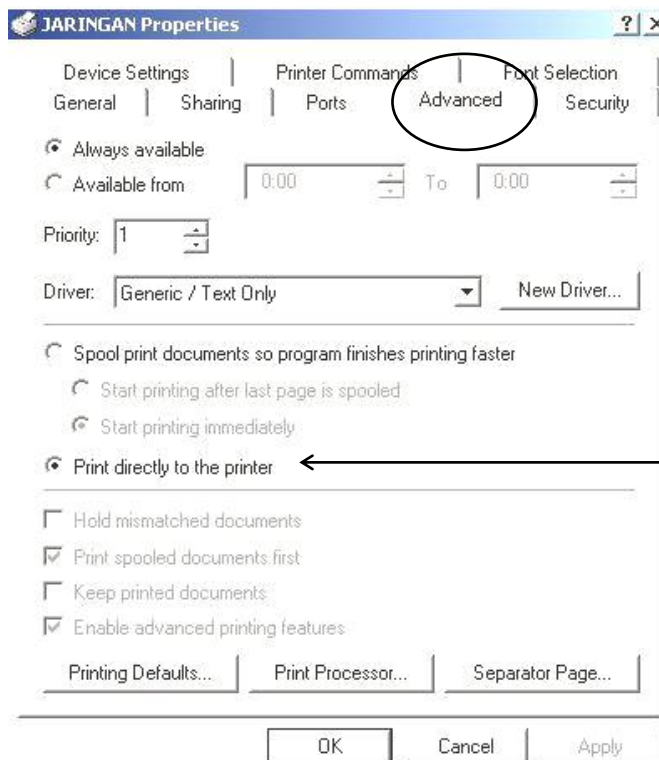 JARINGAN Properties
Device Settings Printer Commands Font Selection
General Sharing Ports Advanced Security
Always available
Available from 0:00 To 0:00
Priority: 1
Driver: Generic / Text Only New Driver...
Spool print documents so program finishes printing faster
Start printing after last page is spooled
Start printing immediately
Print directly to the printer
Hold mismatched documents
Print spooled documents first
Keep printed documents
Enable advanced printing features
Printing Defaults... Print Processor... Separator Page...
OK Cancel Apply